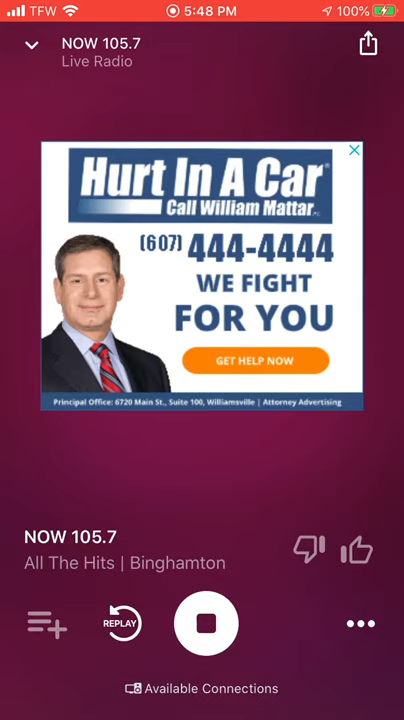 TFW 5:48 PM 100%
NOW 105.7
Live Radio
Hurt In A Car®
Call William Mattar
(607) 444-4444
WE FIGHT
FOR YOU
GET HELP NOW
Principal Office: 6720 Main St., Suite 100, Williamsville | Attorney Advertising
NOW 105.7
All The Hits | Binghamton
REPLAY
Available Connections